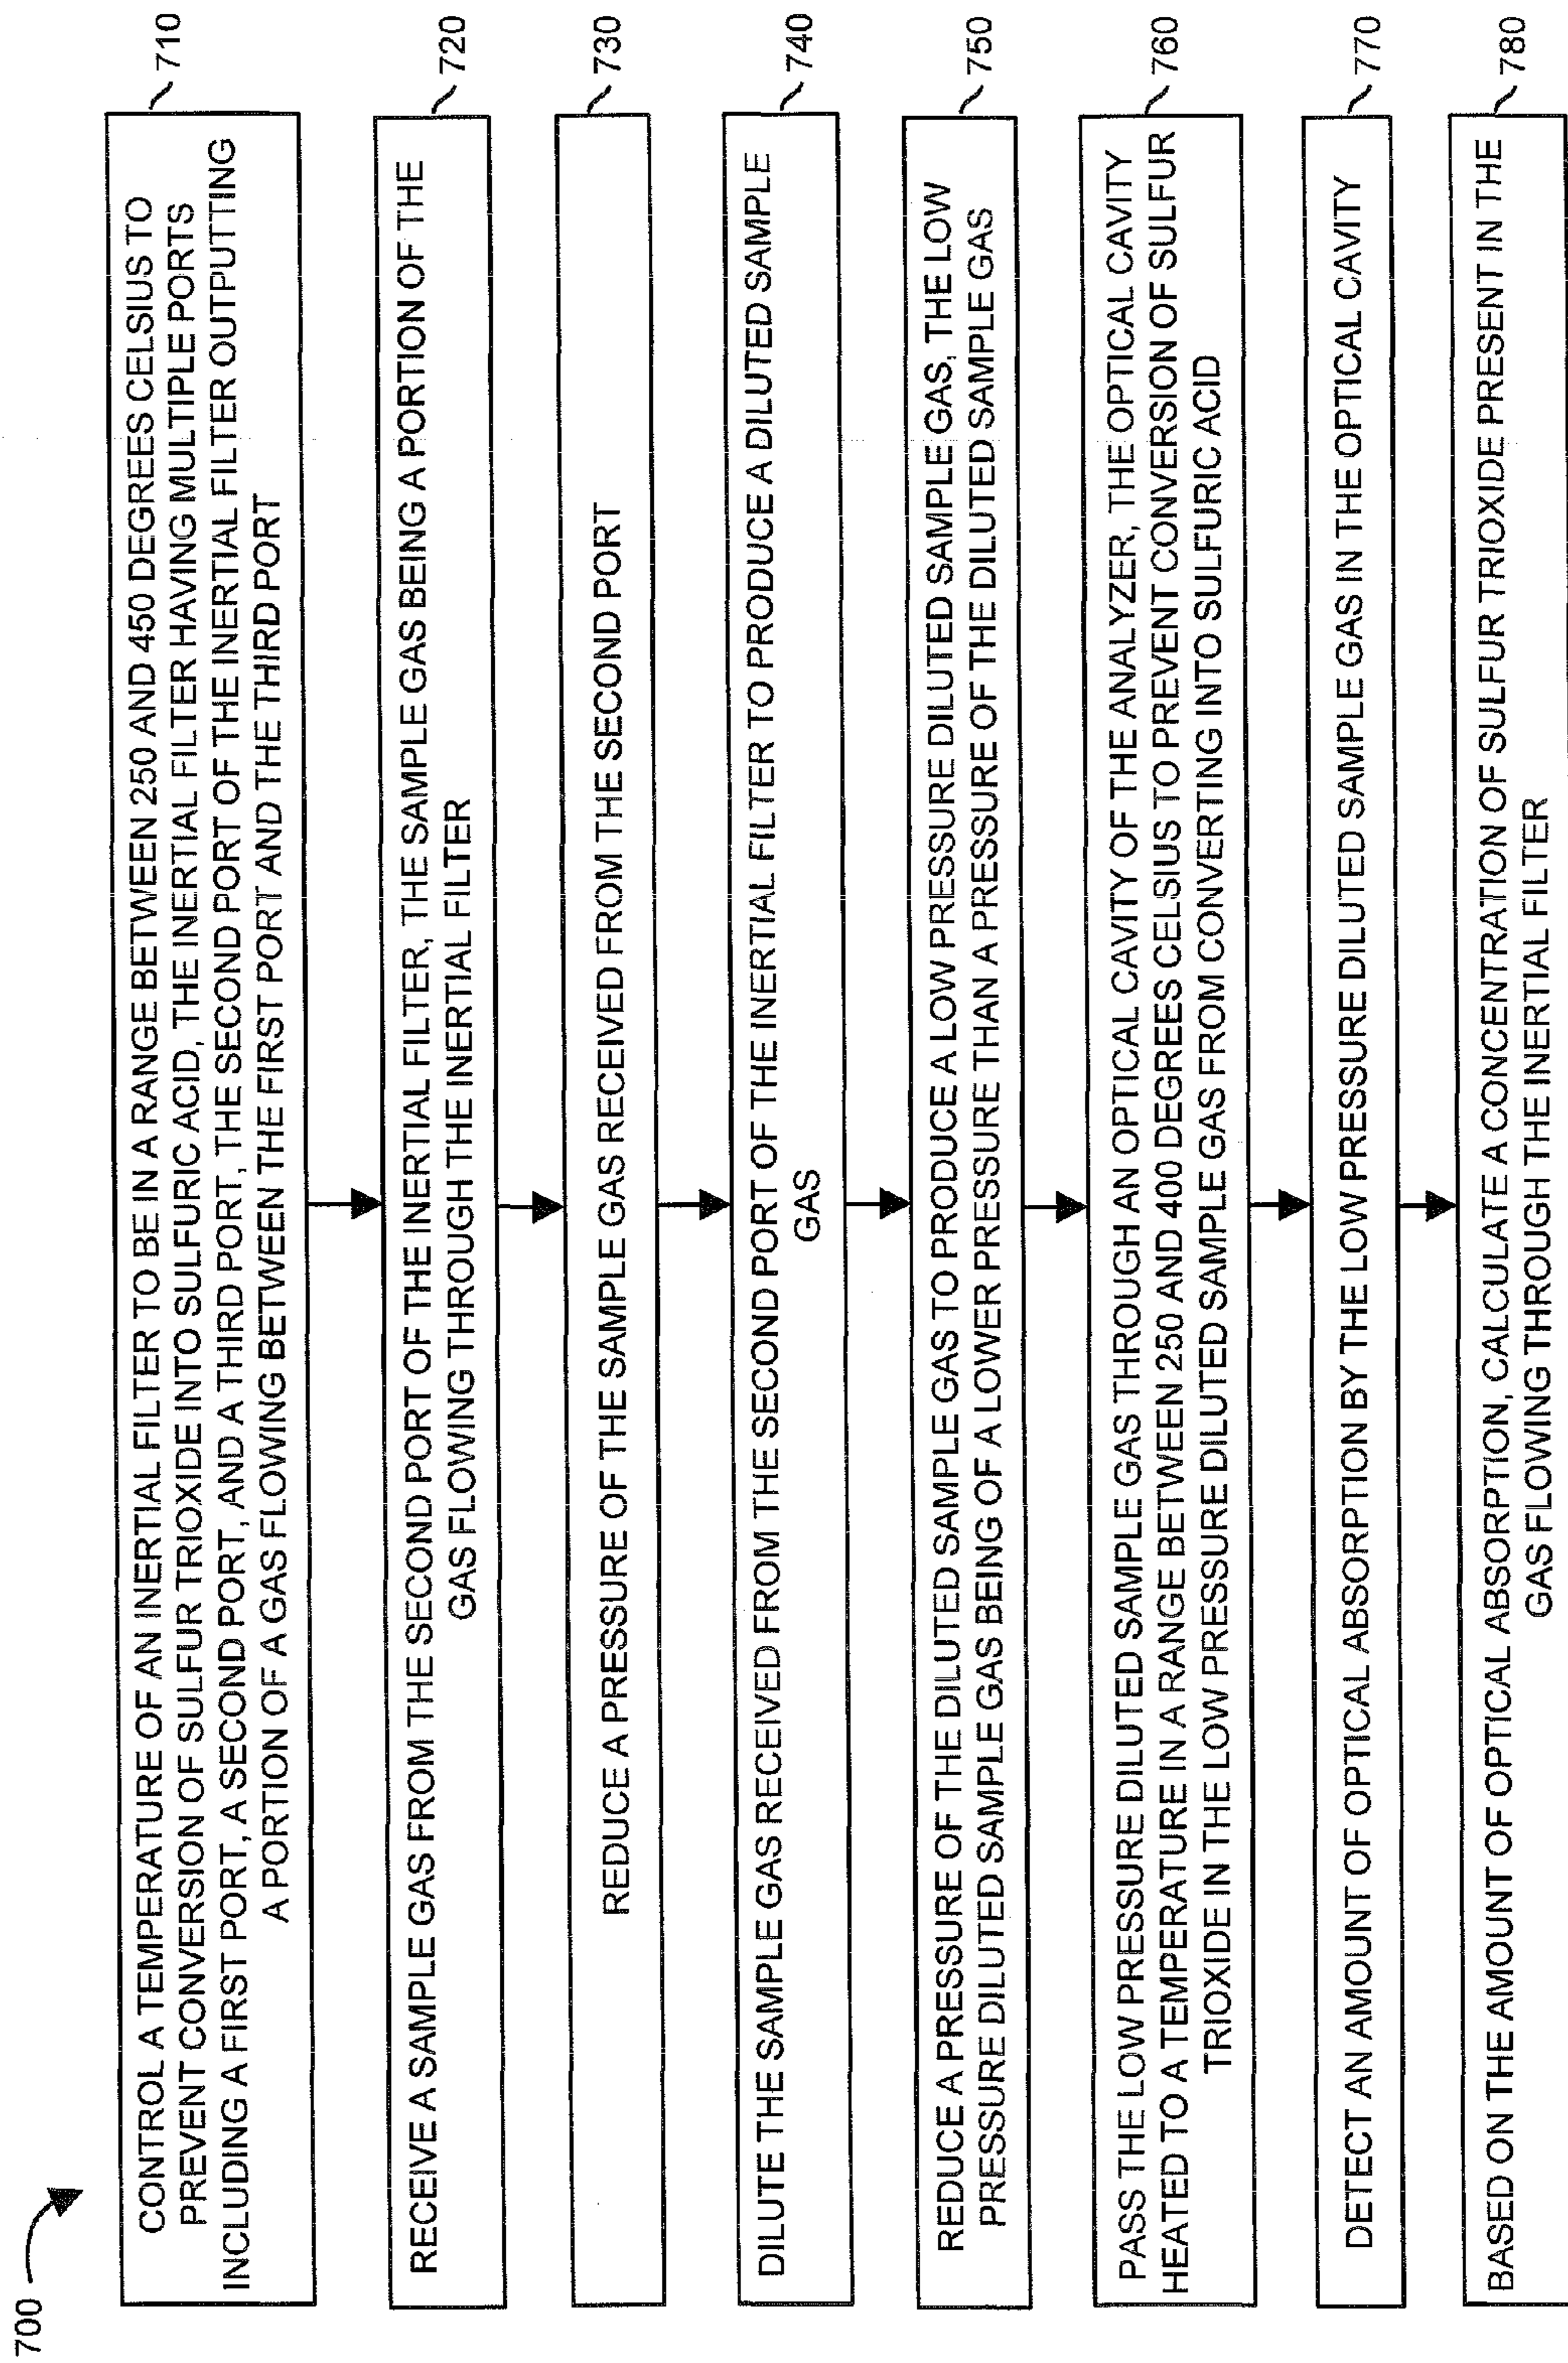 700
CONTROL A TEMPERATURE OF AN INERTIAL FILTER TO BE IN A RANGE BETWEEN 250 AND 450 DEGREES CELSIUS TO
PREVENT CONVERSION OF SULFUR TRIOXIDE INTO SULFURIC ACID, THE INERTIAL FILTER HAVING MULTIPLE PORTS
INCLUDING A FIRST PORT, A SECOND PORT, AND A THIRD PORT, THE SECOND PORT OF THE INERTIAL FILTER OUTPUTTING
A PORTION OF A GAS FLOWING BETWEEN THE FIRST PORT AND THE THIRD PORT
710
RECEIVE A SAMPLE GAS FROM THE SECOND PORT OF THE INERTIAL FILTER, THE SAMPLE GAS BEING A PORTION OF THE
GAS FLOWING THROUGH THE INERTIAL FILTER
720
REDUCE A PRESSURE OF THE SAMPLE GAS RECEIVED FROM THE SECOND PORT
730
DILUTE THE SAMPLE GAS RECEIVED FROM THE SECOND PORT OF THE INERTIAL FILTER TO PRODUCE A DILUTED SAMPLE
GAS
740
REDUCE A PRESSURE OF THE DILUTED SAMPLE GAS TO PRODUCE A LOW PRESSURE DILUTED SAMPLE GAS, THE LOW
PRESSURE DILUTED SAMPLE GAS BEING OF A LOWER PRESSURE THAN A PRESSURE OF THE DILUTED SAMPLE GAS
750
PASS THE LOW PRESSURE DILUTED SAMPLE GAS THROUGH AN OPTICAL CAVITY OF THE ANALYZER, THE OPTICAL CAVITY
HEATED TO A TEMPERATURE IN A RANGE BETWEEN 250 AND 400 DEGREES CELSIUS TO PREVENT CONVERSION OF SULFUR
TRIOXIDE IN THE LOW PRESSURE DILUTED SAMPLE GAS FROM CONVERTING INTO SULFURIC ACID
760
DETECT AN AMOUNT OF OPTICAL ABSORPTION BY THE LOW PRESSURE DILUTED SAMPLE GAS IN THE OPTICAL CAVITY
770
BASED ON THE AMOUNT OF OPTICAL ABSORPTION, CALCULATE A CONCENTRATION OF SULFUR TRIOXIDE PRESENT IN THE
GAS FLOWING THROUGH THE INERTIAL FILTER
780